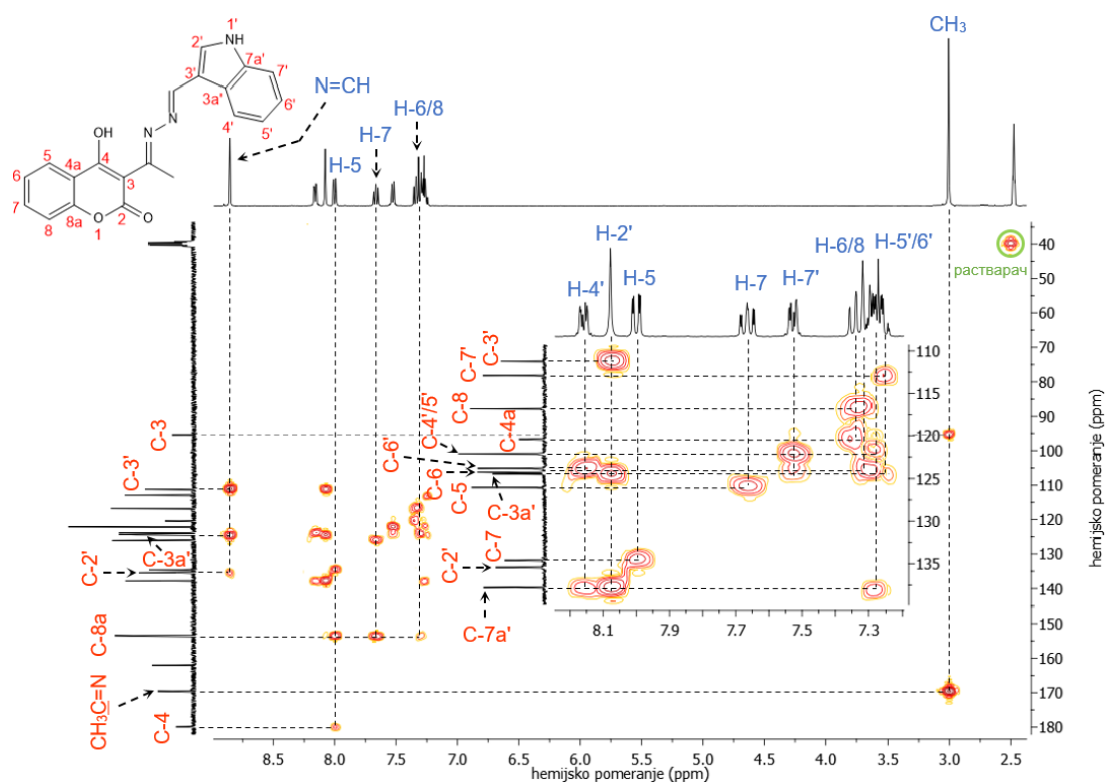 1'
NH
2'
7a'
7'
3'
3a'
6'
4'
5'
N
N
OH
5
4
4a
6
3
7
8a
O
2
O
8
1
N=CH
H-5
H-7
H-6/8
CH₃
H-4'
H-2'
H-5
H-7
H-7'
H-6/8
H-5'/6'
растварач
C-3'
C-7'
C-8
C-4a
C-4'/5'
C-6'
C-6
C-5
C-3a'
C-7
C-2'
C-7a'
110
115
120
125
130
135
8.1
7.9
7.7
7.5
7.3
C-3
C-3'
C-3a'
C-2'
C-8a
CH₃C=N
C-4
40
50
60
70
80
90
100
110
120
130
140
150
160
170
180
hemijsko pomeranje (ppm)
8.5
8.0
7.5
7.0
6.5
6.0
5.5
5.0
4.5
4.0
3.5
3.0
2.5
hemijsko pomeranje (ppm)